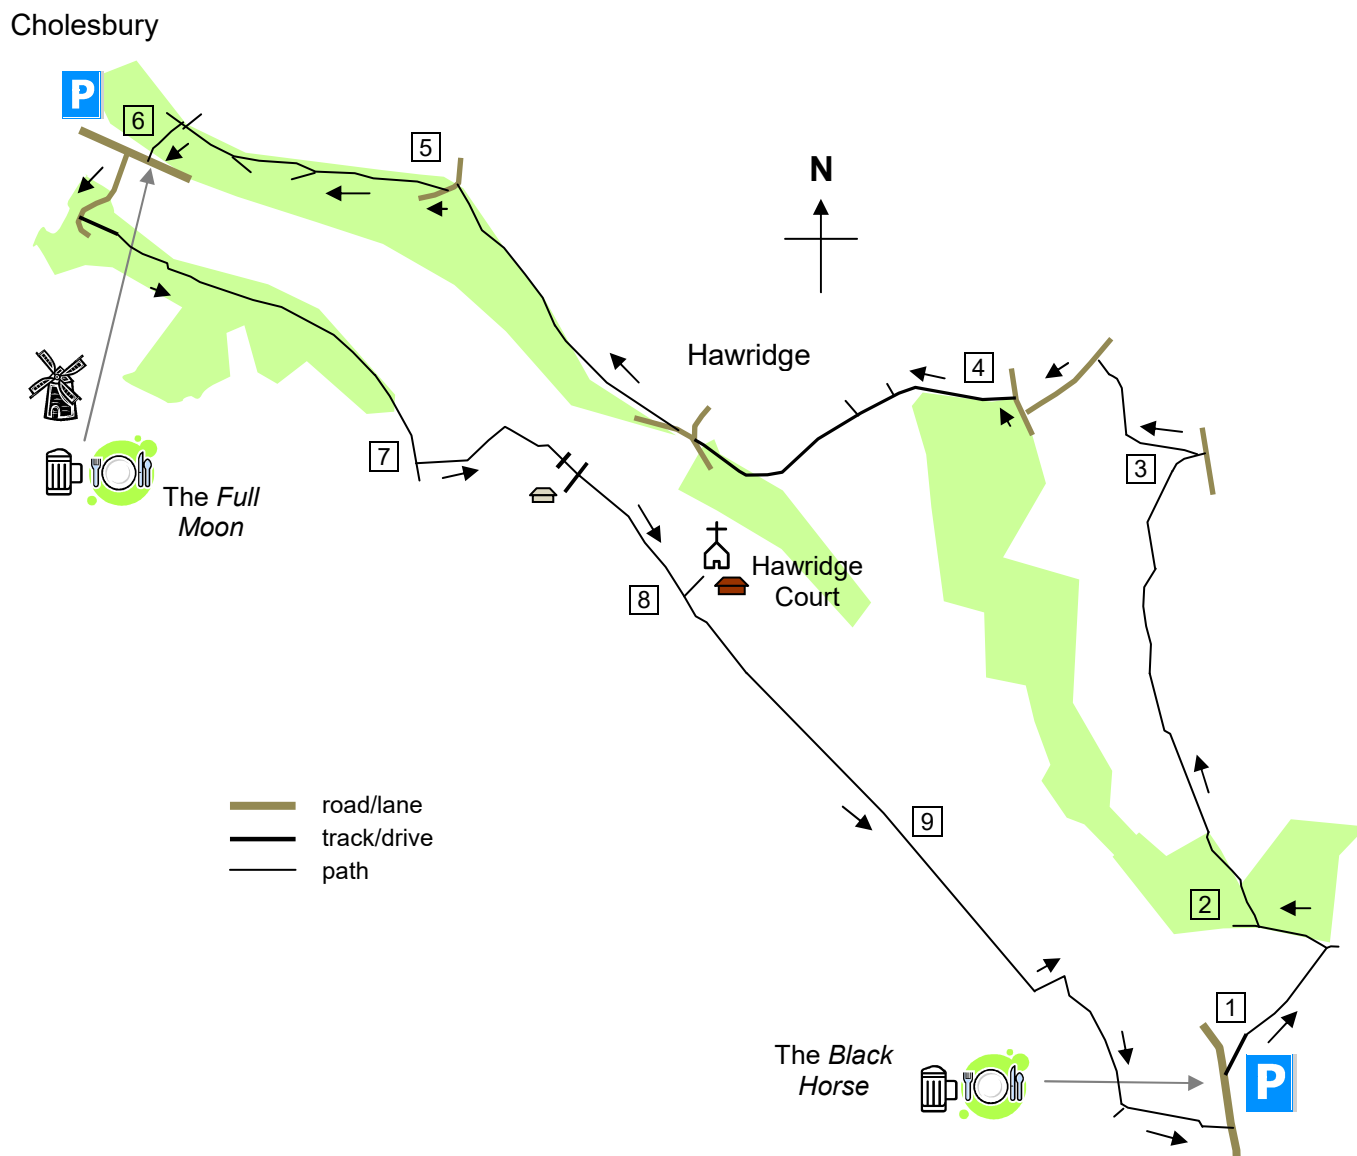 Cholesbury
P
6
5
N
Hawridge
4
3
7
The Full
Moon
Hawridge
Court
8
road/lane
track/drive
path
9
2
1
The Black
Horse
P